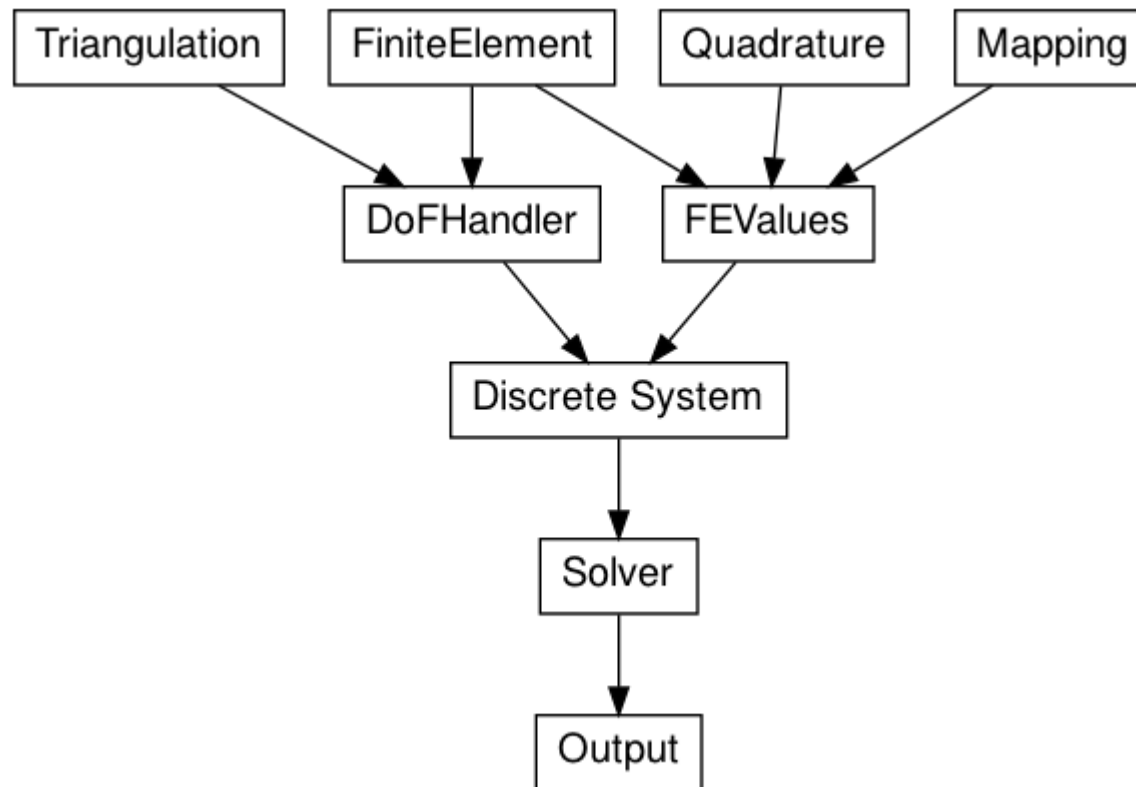 Triangulation
FiniteElement
Quadrature
Mapping
DoFHandler
FEValues
Discrete System
Solver
Output